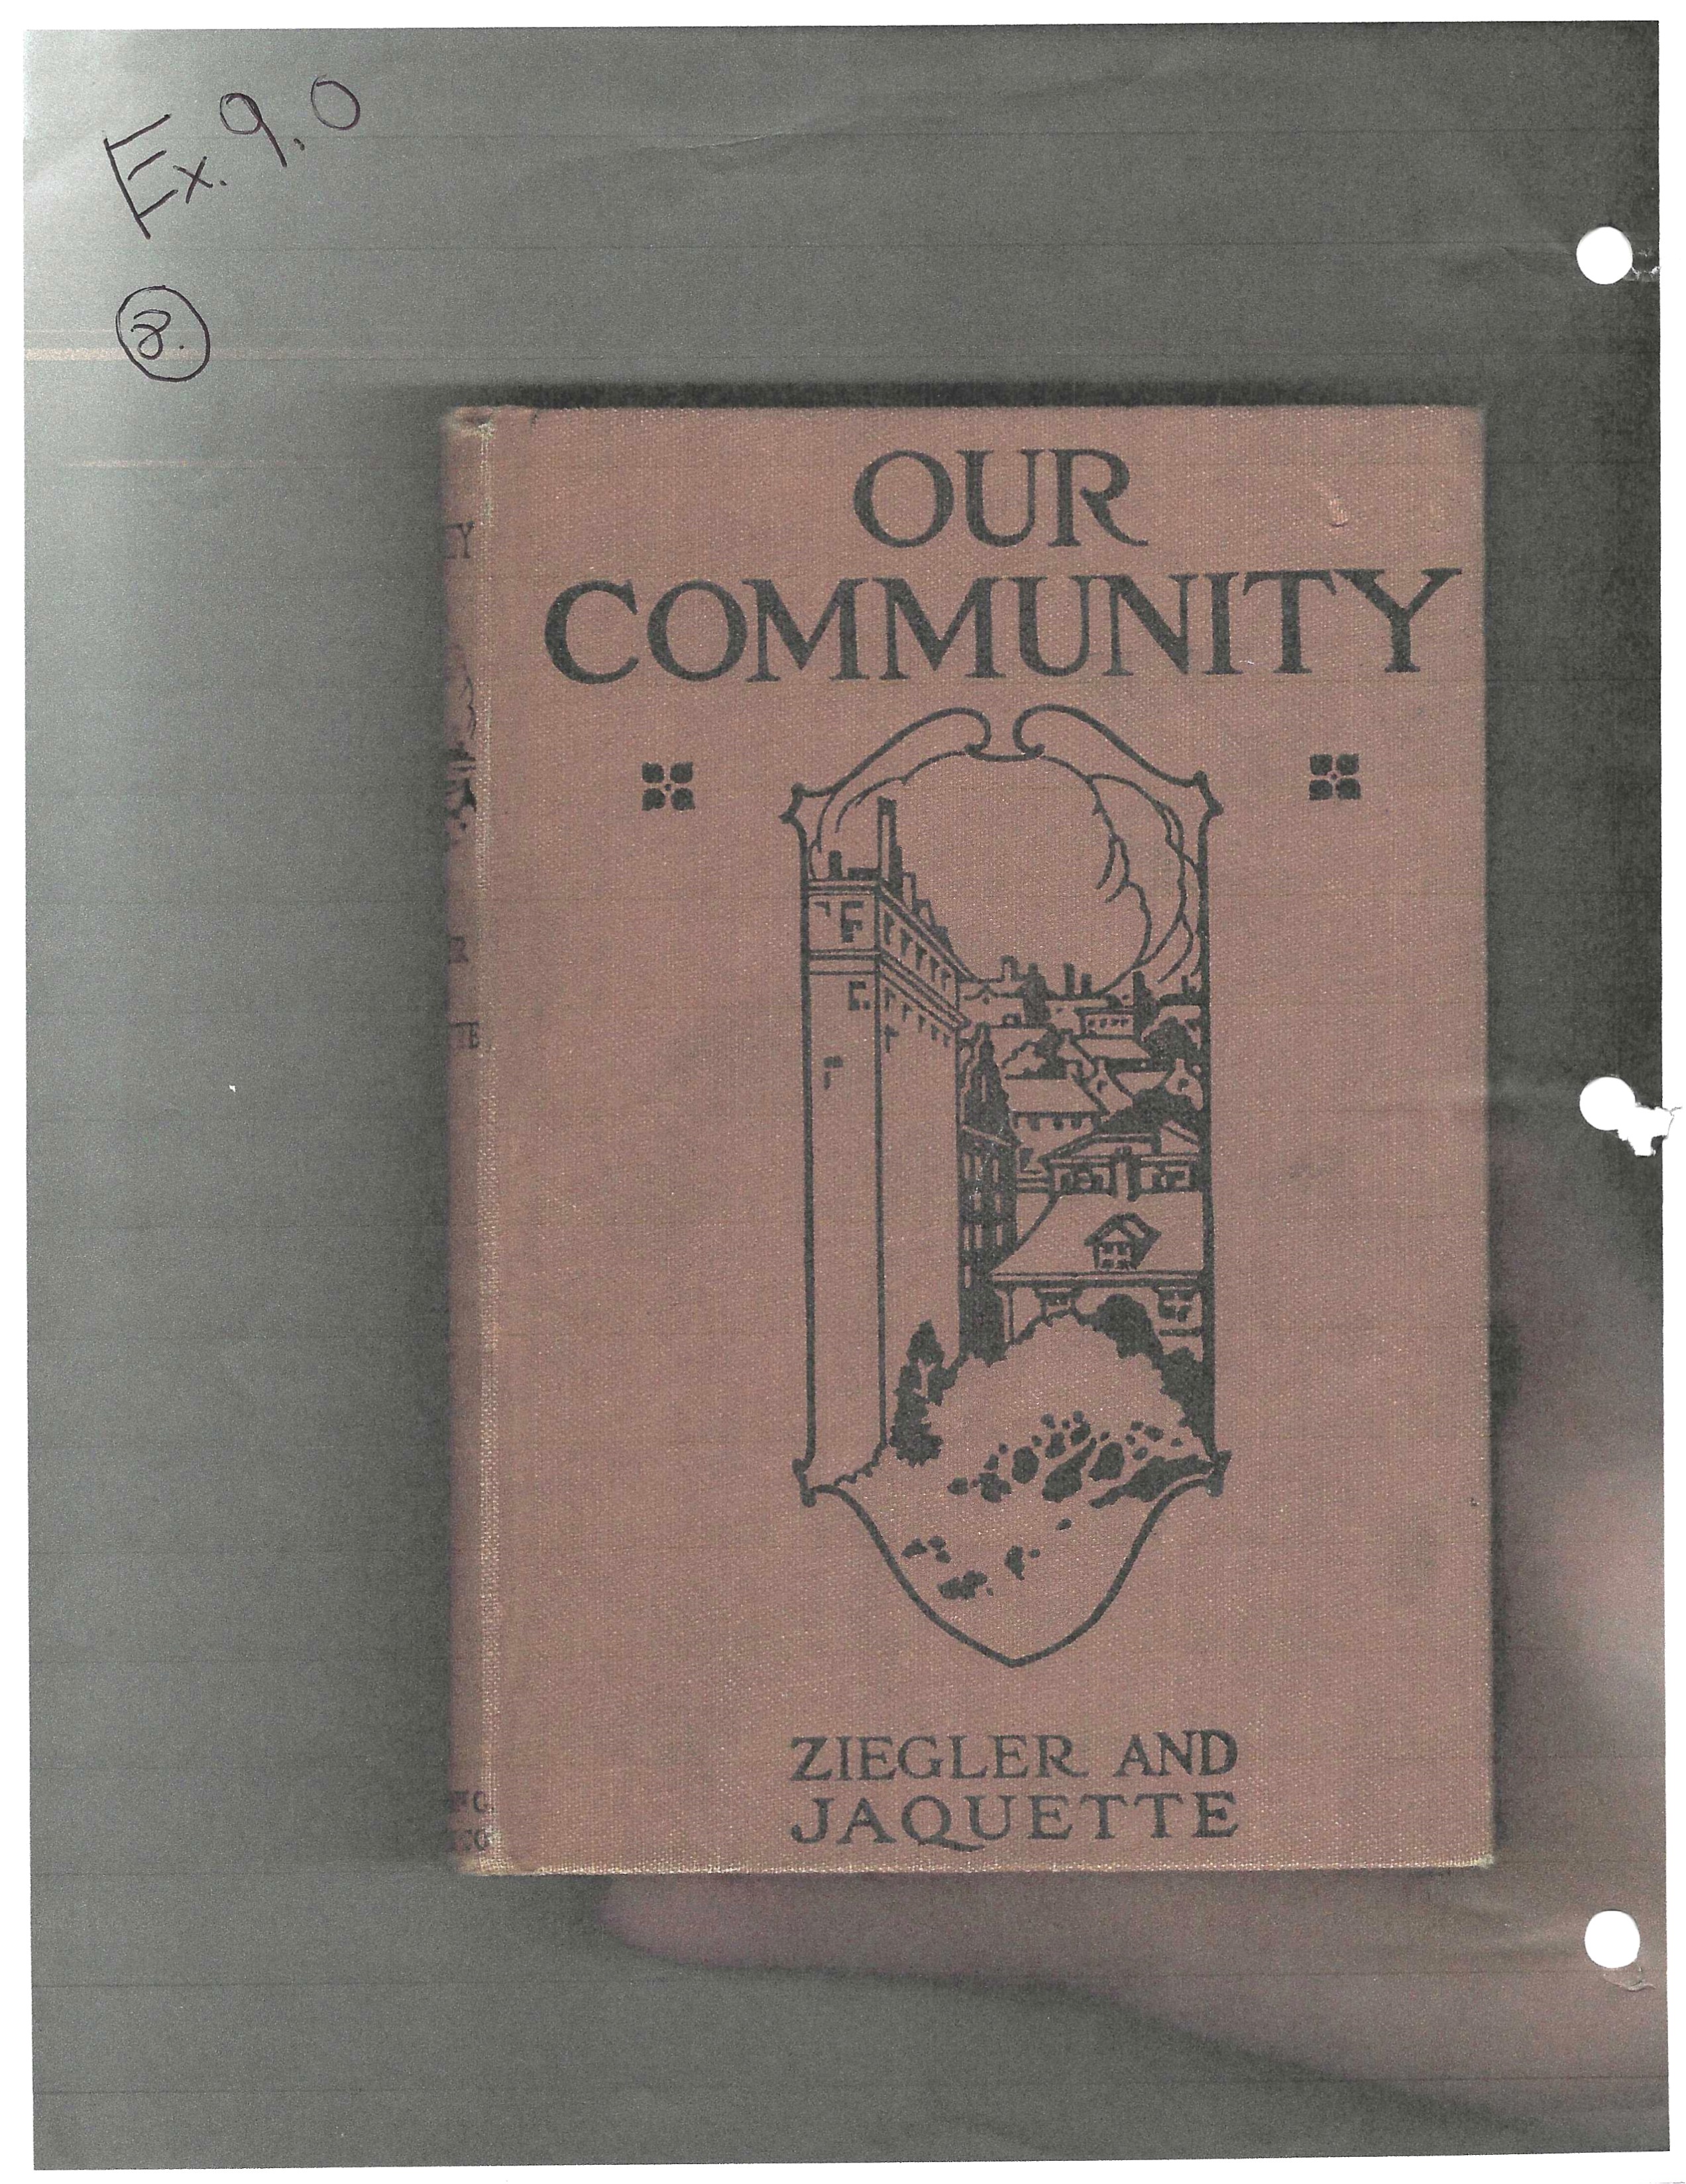 Ex. 9.0
8.
OUR
COMMUNITY
ZIEGLER AND
JAQUETTE